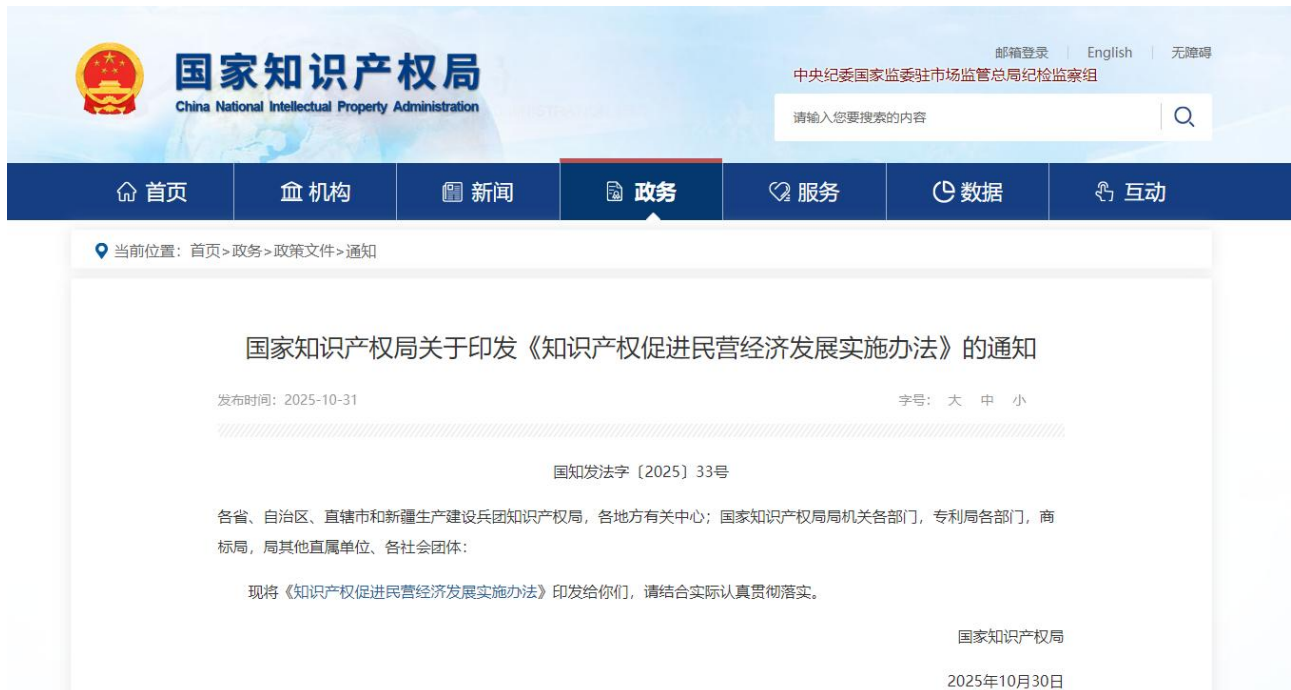 国家知识产权局
China National Intellectual Property Administration
邮箱登录 English 无障碍
中央纪委国家监委驻市场监管总局纪检监察组
请输入您要搜索的内容
首页 机构 新闻 政务 服务 数据 互动
当前位置：首页>政务>政策文件>通知
国家知识产权局关于印发《知识产权促进民营经济发展实施办法》的通知
发布时间：2025-10-31 字号： 大 中 小
国知发法字〔2025〕33号
各省、自治区、直辖市和新疆生产建设兵团知识产权局，各地方有关中心；国家知识产权局局机关各部门，专利局各部门，商
标局，局其他直属单位、各社会团体：
现将《知识产权促进民营经济发展实施办法》印发给你们，请结合实际认真贯彻落实。
国家知识产权局
2025年10月30日